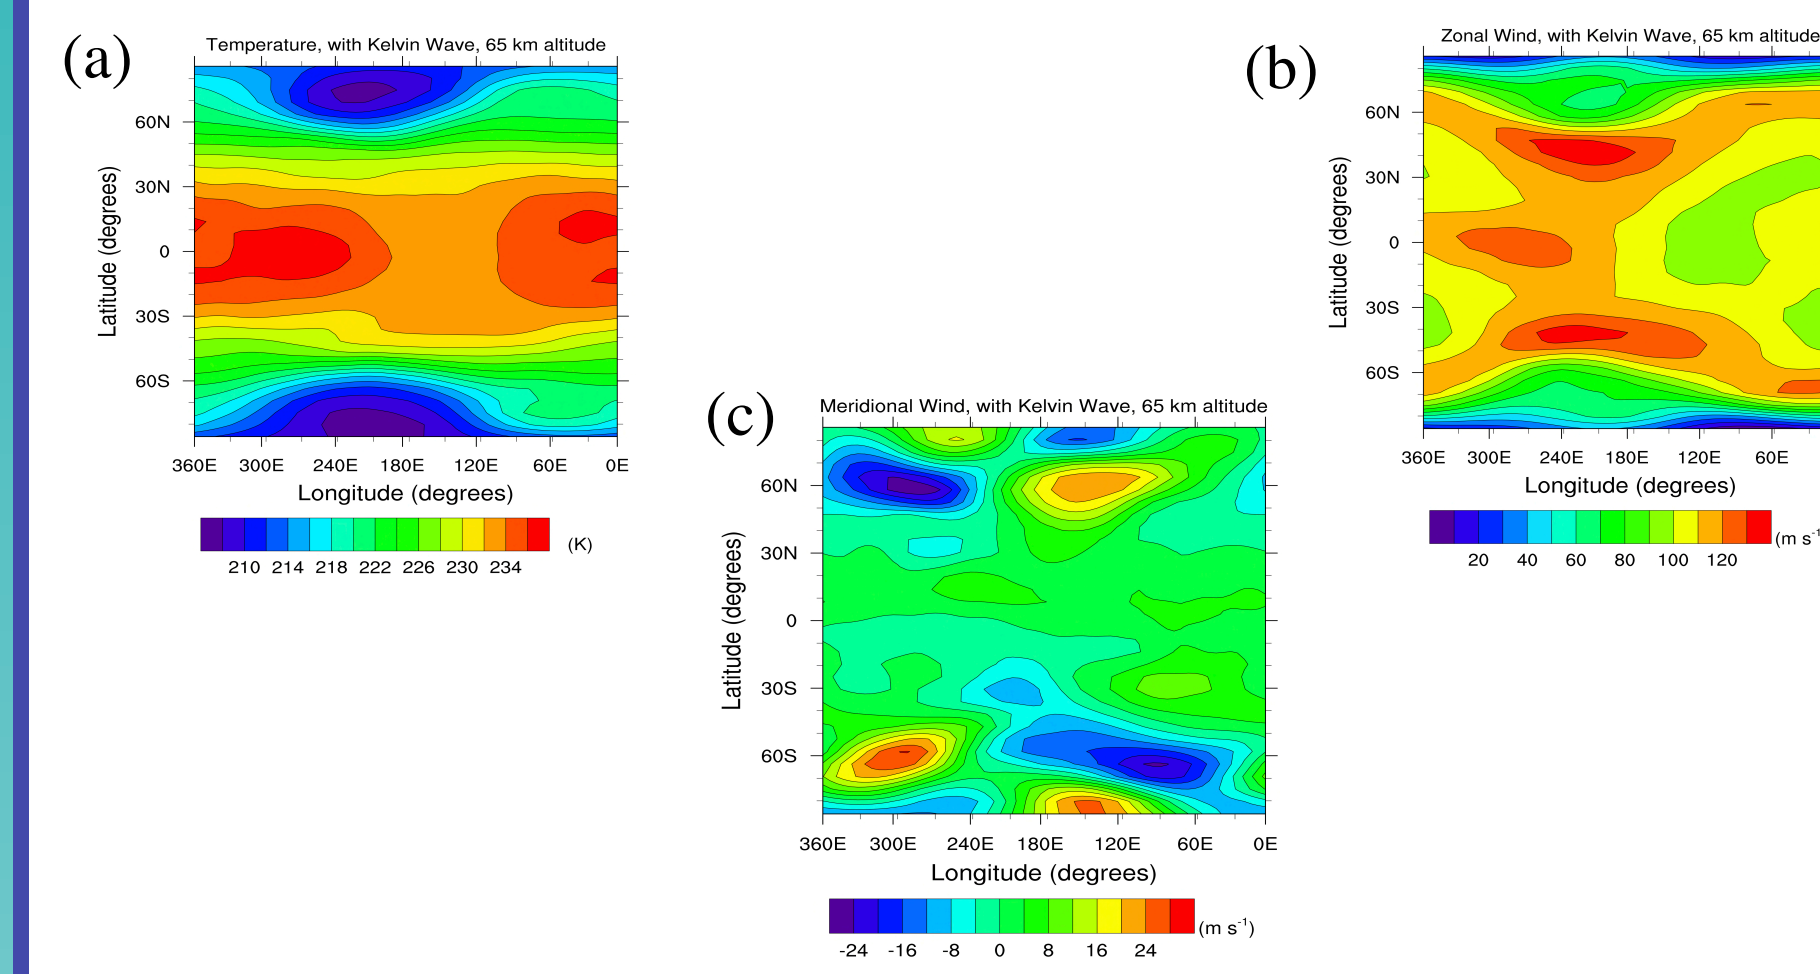 (a)
Temperature, with Kelvin Wave, 65 km altitude
Latitude (degrees)
60N
30N
0
30S
60S
360E 300E 240E 180E 120E 60E 0E
Longitude (degrees)
210 214 218 222 226 230 234
(K)
(b)
Zonal Wind, with Kelvin Wave, 65 km altitude
Latitude (degrees)
60N
30N
0
30S
60S
360E 300E 240E 180E 120E 60E
Longitude (degrees)
20 40 60 80 100 120
(m s⁻¹
(c)
Meridional Wind, with Kelvin Wave, 65 km altitude
Latitude (degrees)
60N
30N
0
30S
60S
360E 300E 240E 180E 120E 60E 0E
Longitude (degrees)
-24 -16 -8 0 8 16 24
(m s⁻¹)